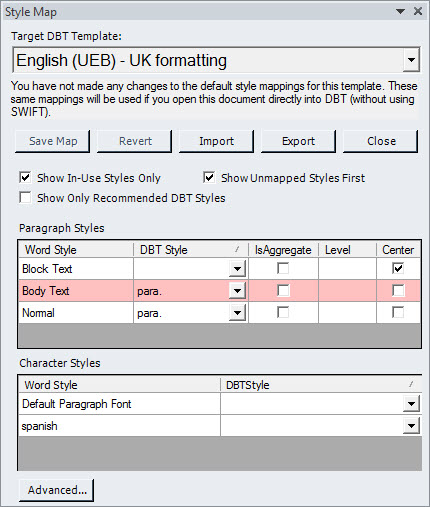 Style Map
Target DBT Template:
English (UEB) - UK formatting
You have not made any changes to the default style mappings for this template. These
same mappings will be used if you open this document directly into DBT (without using
SWIFT).
Save Map Revert Import Export Close
Show In-Use Styles Only Show Unmapped Styles First
Show Only Recommended DBT Styles
Paragraph Styles
Word Style DBT Style / IsAggregate Level Center
Block Text
Body Text para.
Normal para.
Character Styles
Word Style DBTStyle /
Default Paragraph Font
spanish
Advanced...